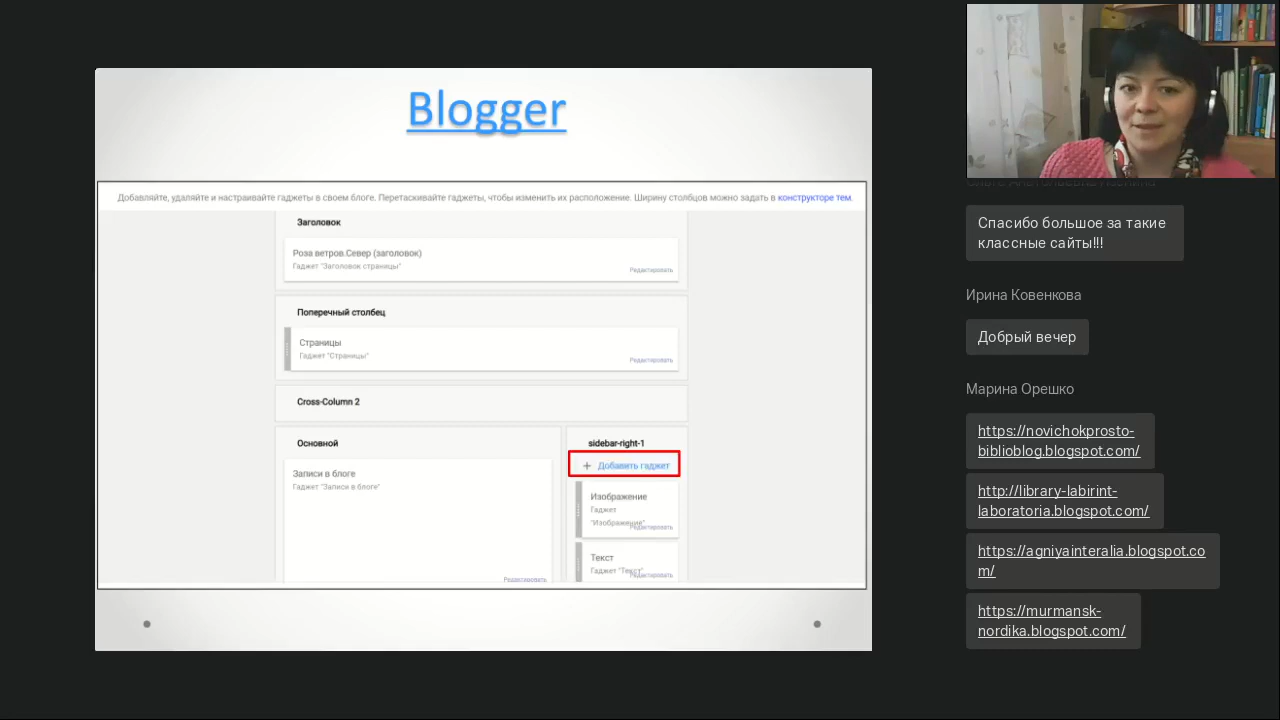 Blogger
Добавляйте, удаляйте и настраивайте гаджеты в своем блоге. Перетаскивайте гаджеты, чтобы изменить их расположение. Ширину столбцов можно задать в конструкторе тем.
Заголовок
Роза ветров.Север (заголовок)
Гаджет "Заголовок страницы"
Редактировать
Поперечный столбец
Страницы
Гаджет "Страницы"
Редактировать
Cross-Column 2
Основной
Записи в блоге
Гаджет "Записи в блоге"
Редактировать
sidebar-right-1
+ Добавить гаджет
Изображение
Гаджет
"Изображение"
Редактировать
Текст
Гаджет "Текст"
Редактировать
Спасибо большое за такие
классные сайты!!!
Ирина Ковенкова
Добрый вечер
Марина Орешко
https://novichokprosto-
biblioblog.blogspot.com/
http://library-labirint-
laboratoria.blogspot.com/
https://agniyainteralia.blogspot.co
m/
https://murmansk-
nordika.blogspot.com/